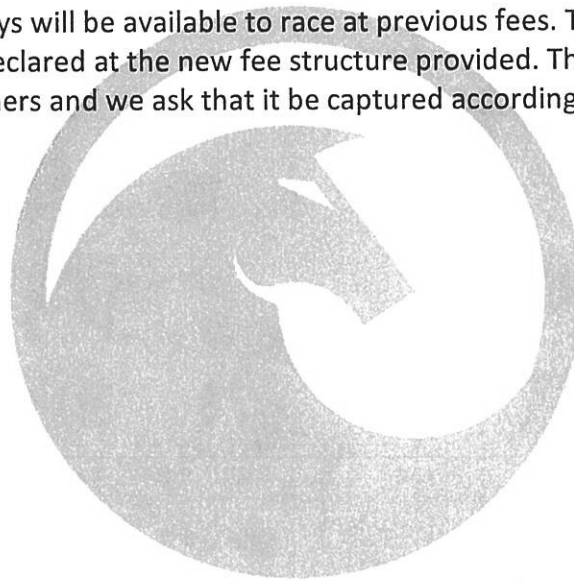 ys will be available to race at previous fees. T
eclared at the new fee structure provided. Th
ners and we ask that it be captured according